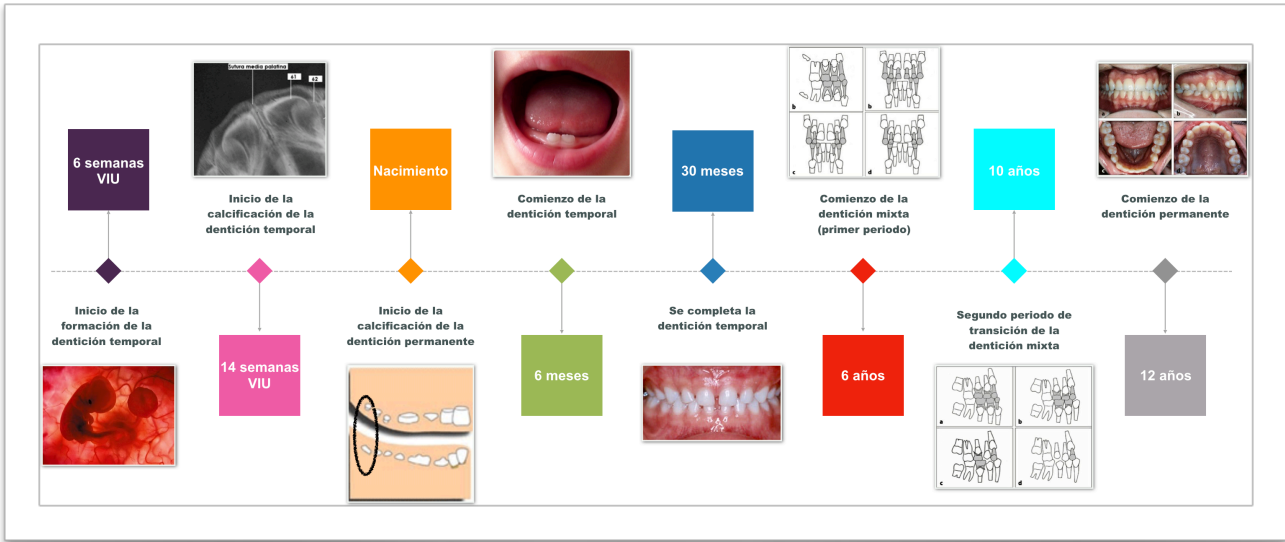 6 semanas
VIU
Inicio de la
formación de la
dentición temporal
Sutura media palatina
61
62
Inicio de la
calcificación de la
dentición temporal
14 semanas
VIU
Nacimiento
Inicio de la
calcificación de la
dentición permanente
Comienzo de la
dentición temporal
6 meses
30 meses
Se completa la
dentición temporal
b
b
c
d
Comienzo de la
dentición mixta
(primer periodo)
6 años
10 años
Segundo periodo de
transición de la
dentición mixta
a
b
c
d
b
c
d
Comienzo de la
dentición permanente
12 años